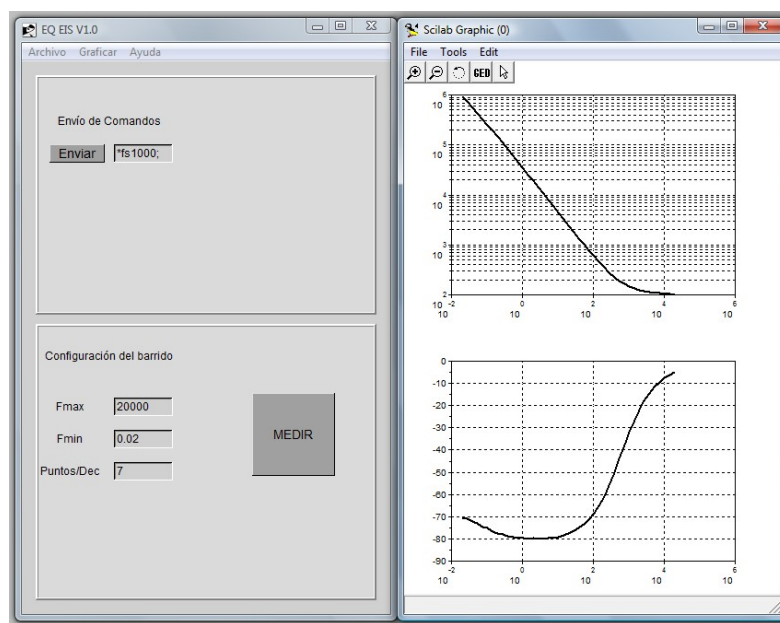 EQ EIS V1.0
Archivo Graficar Ayuda
Envío de Comandos
Enviar *fs1000;
Configuración del barrido
Fmax 20000
Fmin 0.02
Puntos/Dec 7
MEDIR
Scilab Graphic (0)
File Tools Edit
GED
6
10
5
10
4
10
3
10
2
10
-2 0 2 4 6
10 10 10 10 10
0
-10
-20
-30
-40
-50
-60
-70
-80
-90
-2 0 2 4 6
10 10 10 10 10